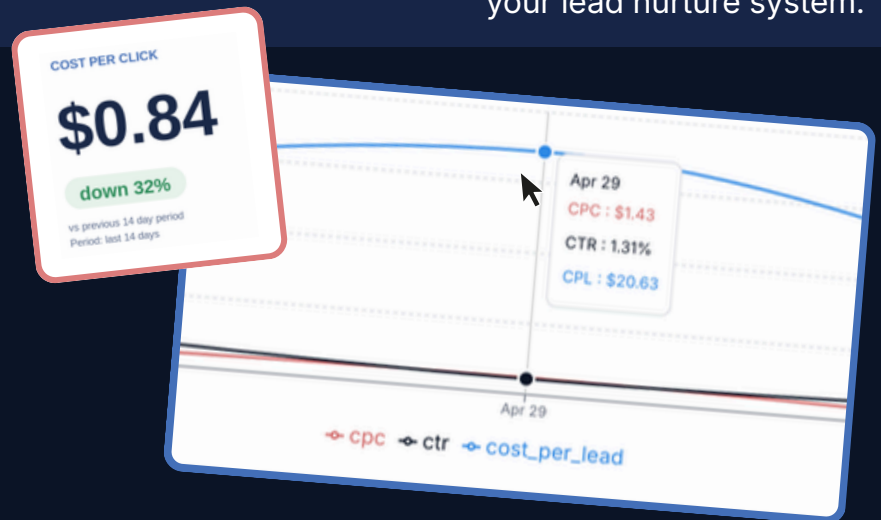 your lead nurture system.
COST PER CLICK
$0.84
down 32%
vs previous 14 day period
Period: last 14 days
Apr 29
CPC : $1.43
CTR : 1.31%
CPL : $20.63
Apr 29
cpc ctr cost_per_lead